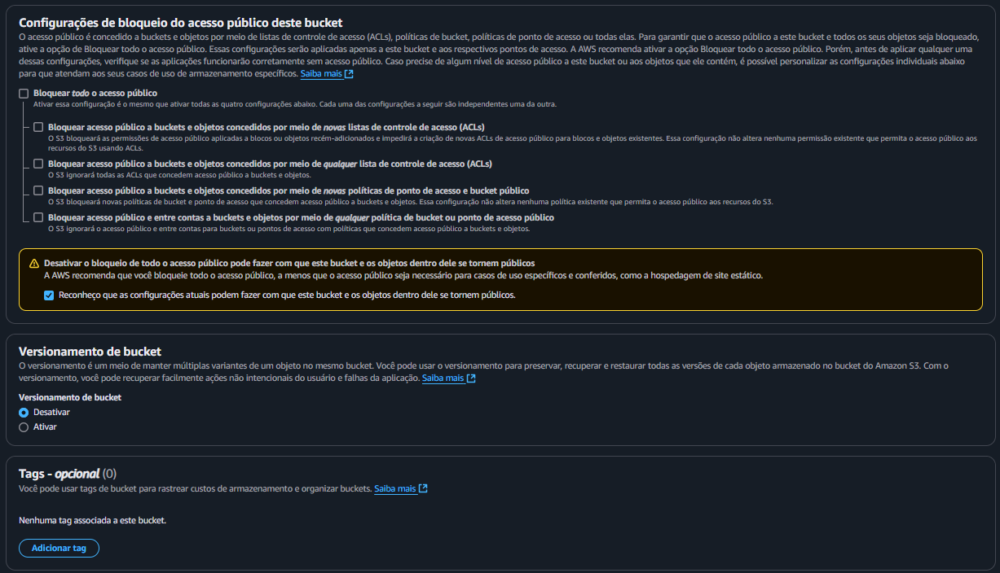 Configurações de bloqueio do acesso público deste bucket
O acesso público é concedido a buckets e objetos por meio de listas de controle de acesso (ACLs), políticas de bucket, políticas de ponto de acesso ou todas elas. Para garantir que o acesso público a este bucket e todos os seus objetos seja bloqueado,
ative a opção de Bloquear todo o acesso público. Essas configurações serão aplicadas apenas a este bucket e aos respectivos pontos de acesso. A AWS recomenda ativar a opção Bloquear todo o acesso público. Porém, antes de aplicar qualquer uma
dessas configurações, verifique se as aplicações funcionarão corretamente sem acesso público. Caso precise de algum nível de acesso público a este bucket ou aos objetos que ele contém, é possível personalizar as configurações individuais abaixo
para que atendam aos seus casos de uso de armazenamento específicos. Saiba mais
Bloquear todo o acesso público
Ativar essa configuração é o mesmo que ativar todas as quatro configurações abaixo. Cada uma das configurações a seguir são independentes uma da outra.
Bloquear acesso público a buckets e objetos concedidos por meio de novas listas de controle de acesso (ACLs)
O S3 bloqueará as permissões de acesso público aplicadas a blocos ou objetos recém-adicionados e impedirá a criação de novas ACLs de acesso público para blocos e objetos existentes. Essa configuração não altera nenhuma permissão existente que permita o acesso público aos
recursos do S3 usando ACLs.
Bloquear acesso público a buckets e objetos concedidos por meio de qualquer lista de controle de acesso (ACLs)
O S3 ignorará todas as ACLs que concedem acesso público a buckets e objetos.
Bloquear acesso público a buckets e objetos concedidos por meio de novas políticas de ponto de acesso e bucket público
O S3 bloqueará novas políticas de bucket e ponto de acesso que concedem acesso público a buckets e objetos. Essa configuração não altera nenhuma política existente que permita o acesso público aos recursos do S3.
Bloquear acesso público e entre contas a buckets e objetos por meio de qualquer política de bucket ou ponto de acesso público
O S3 ignorará o acesso público e entre contas para buckets ou pontos de acesso com políticas que concedem acesso público a buckets e objetos.
Desativar o bloqueio de todo o acesso público pode fazer com que este bucket e os objetos dentro dele se tornem públicos
A AWS recomenda que você bloqueie todo o acesso público, a menos que o acesso público seja necessário para casos de uso específicos e conferidos, como a hospedagem de site estático.
Reconheço que as configurações atuais podem fazer com que este bucket e os objetos dentro dele se tornem públicos.
Versionamento de bucket
O versionamento é um meio de manter múltiplas variantes de um objeto no mesmo bucket. Você pode usar o versionamento para preservar, recuperar e restaurar todas as versões de cada objeto armazenado no bucket do Amazon S3. Com o
versionamento, você pode recuperar facilmente ações não intencionais do usuário e falhas da aplicação. Saiba mais
Versionamento de bucket
Desativar
Ativar
Tags - opcional (0)
Você pode usar tags de bucket para rastrear custos de armazenamento e organizar buckets. Saiba mais
Nenhuma tag associada a este bucket.
Adicionar tag